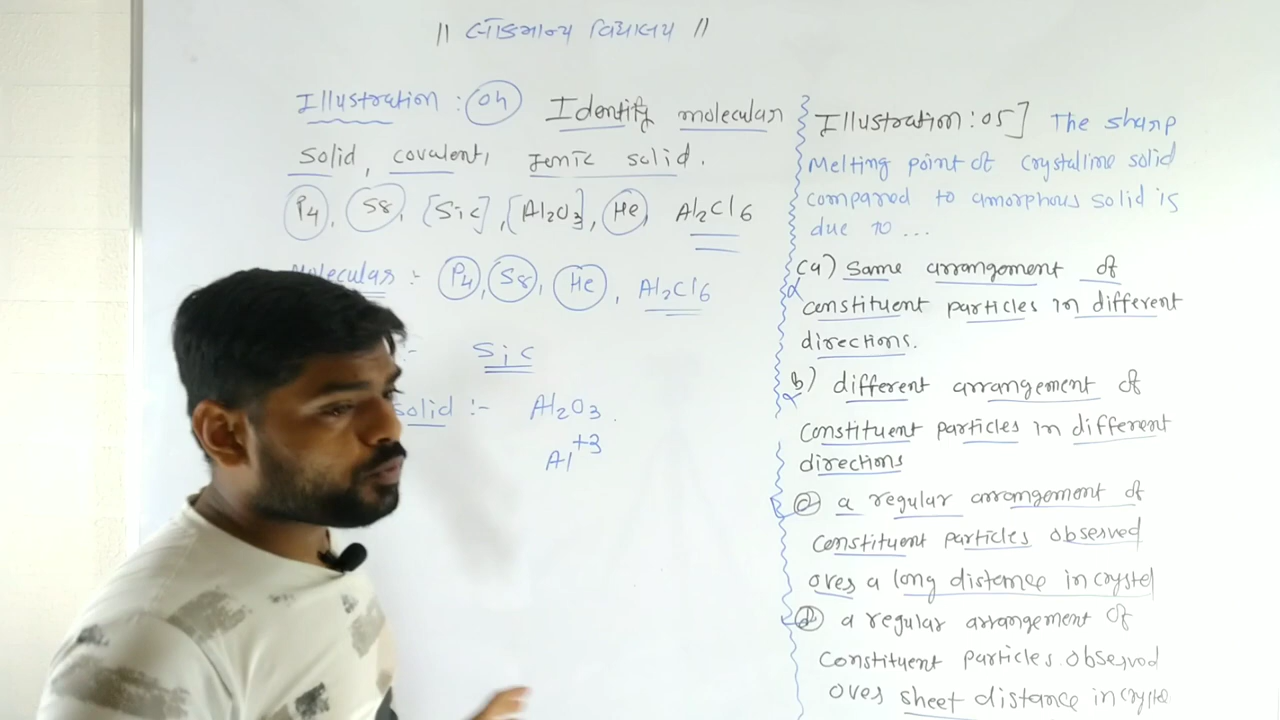 || લોકમાન્ય વિદ્યાલય ||
Illustration : 04 Identify molecular
Solid, covalent, Ionic solid.
P4, S8, [Sic], [Al2O3], He, Al2Cl6
Molecular :- P4, S8, He, Al2Cl6
:- Sic
solid :- Al2O3.
Al+3
Illustration : 05] The sharp
melting point of crystalline solid
compared to amorphous solid is
due to ...
(a) Same arrangement of
constituent particles in different
directions.
b) different arrangement of
Constituent particles in different
directions
(c) a regular arrangement of
Constituent particles observed
over a long distance in crystel
(d) a regular arrangement of
Constituent particles observed
over sheet distance in cryste